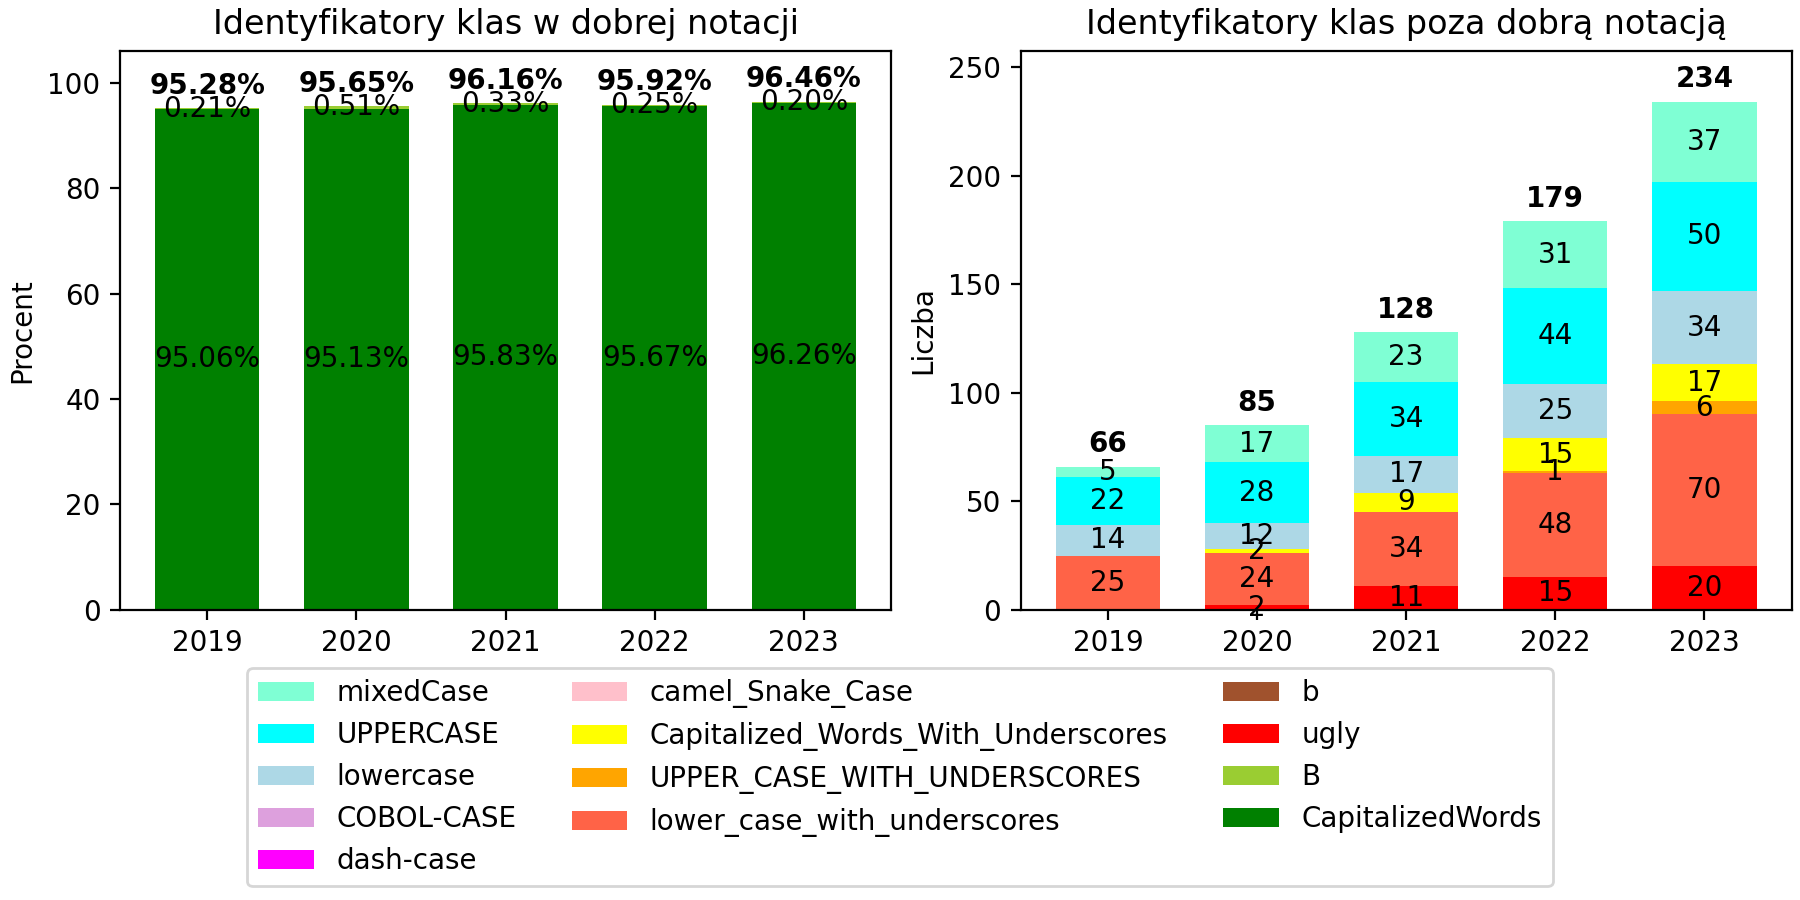 Identyfikatory klas w dobrej notacji
Procent
100
80
60
40
20
0
95.28% 95.65% 96.16% 95.92% 96.46%
0.21% 0.51% 0.33% 0.25% 0.20%
95.06% 95.13% 95.83% 95.67% 96.26%
2019 2020 2021 2022 2023
Identyfikatory klas poza dobrą notacją
Liczba
250
200
150
100
50
0
66
5
22
14
25
85
17
28
12
2
24
2
128
23
34
17
9
34
11
179
31
44
25
15
1
48
15
234
37
50
34
17
6
70
20
2019 2020 2021 2022 2023
mixedCase
UPPERCASE
lowercase
COBOL-CASE
dash-case
camel_Snake_Case
Capitalized_Words_With_Underscores
UPPER_CASE_WITH_UNDERSCORES
lower_case_with_underscores
b
ugly
B
CapitalizedWords